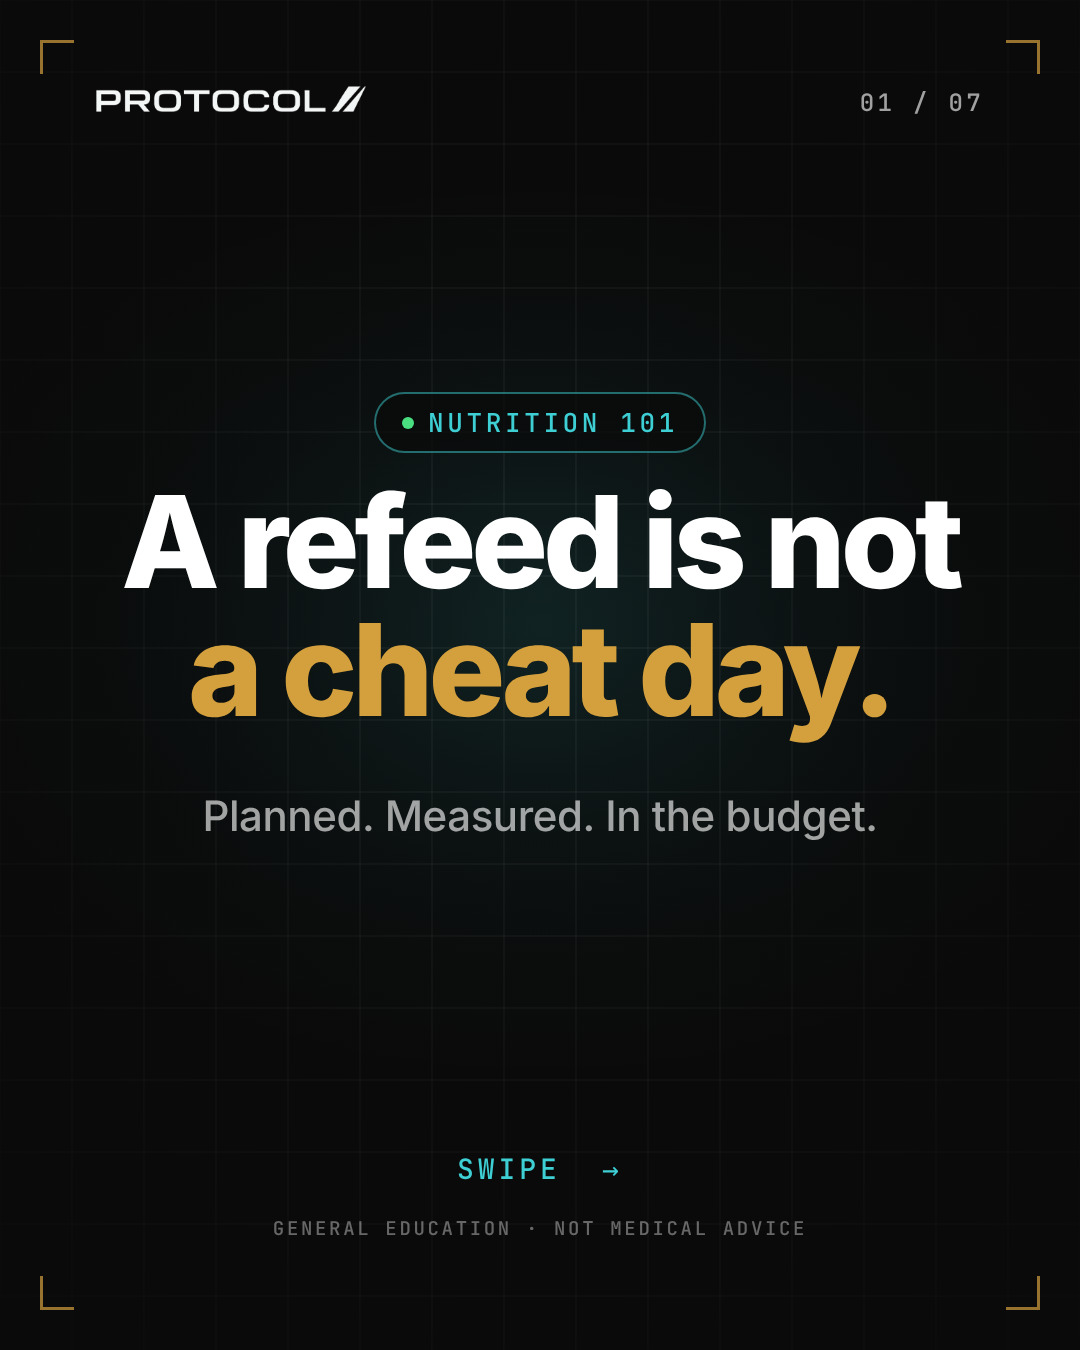 PROTOCOL
01 / 07
NUTRITION 101
A refeed is not
a cheat day.
Planned. Measured. In the budget.
SWIPE →
GENERAL EDUCATION · NOT MEDICAL ADVICE